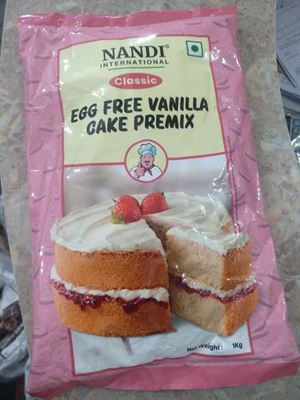 NANDI®
INTERNATIONAL
Classic
EGG FREE VANILLA
CAKE PREMIX
Net Weight: 1Kg